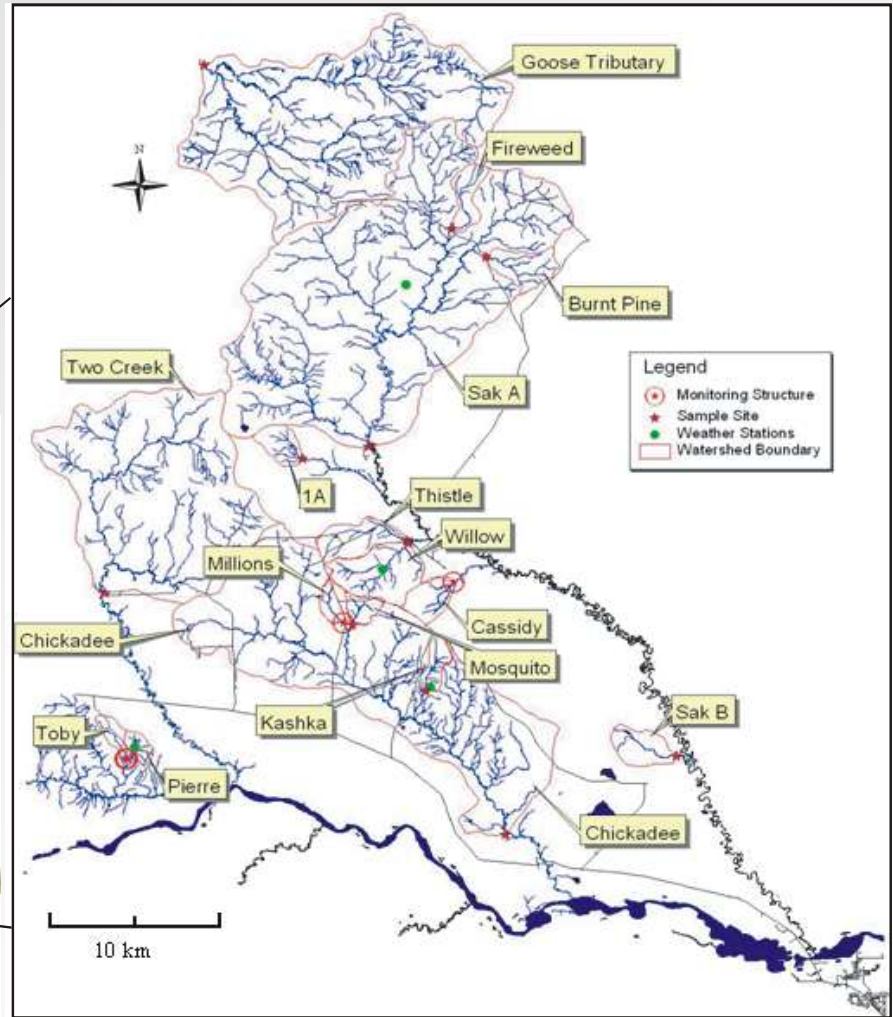 Goose Tributary
Fireweed
N
Burnt Pine
Two Creek
Sak A
Legend
Monitoring Structure
Sample Site
Weather Stations
Watershed Boundary
1A
Thistle
Willow
Millions
Cassidy
Chickadee
Mosquito
Kashka
Sak B
Toby
Pierre
Chickadee
10 km